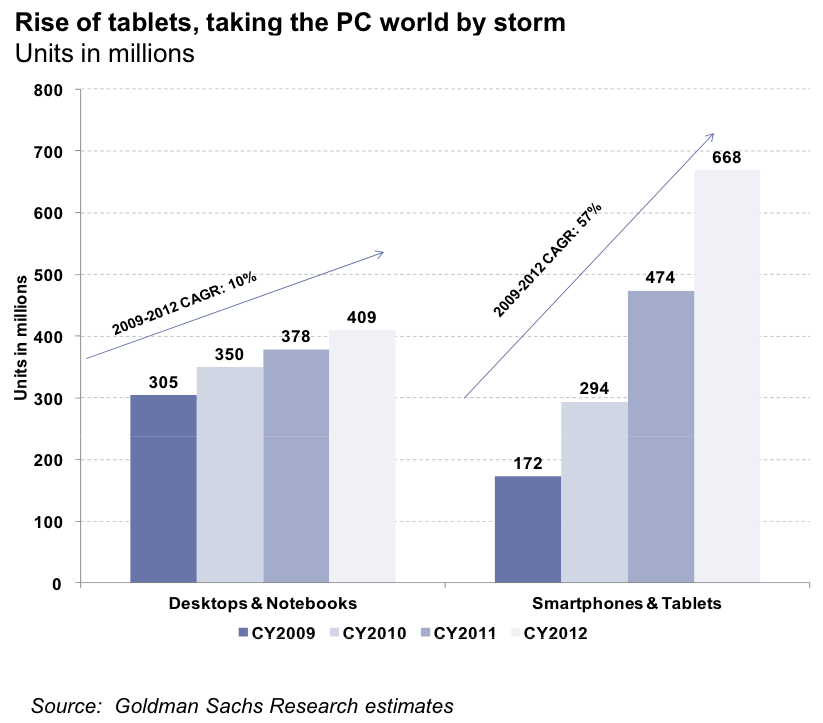 Rise of tablets, taking the PC world by storm
Units in millions
800
700
600
500
400
300
200
100
0
Units in millions
2009-2012 CAGR: 10%
305
350
378
409
2009-2012 CAGR: 57%
172
294
474
668
Desktops & Notebooks
Smartphones & Tablets
CY2009 CY2010 CY2011 CY2012
Source: Goldman Sachs Research estimates